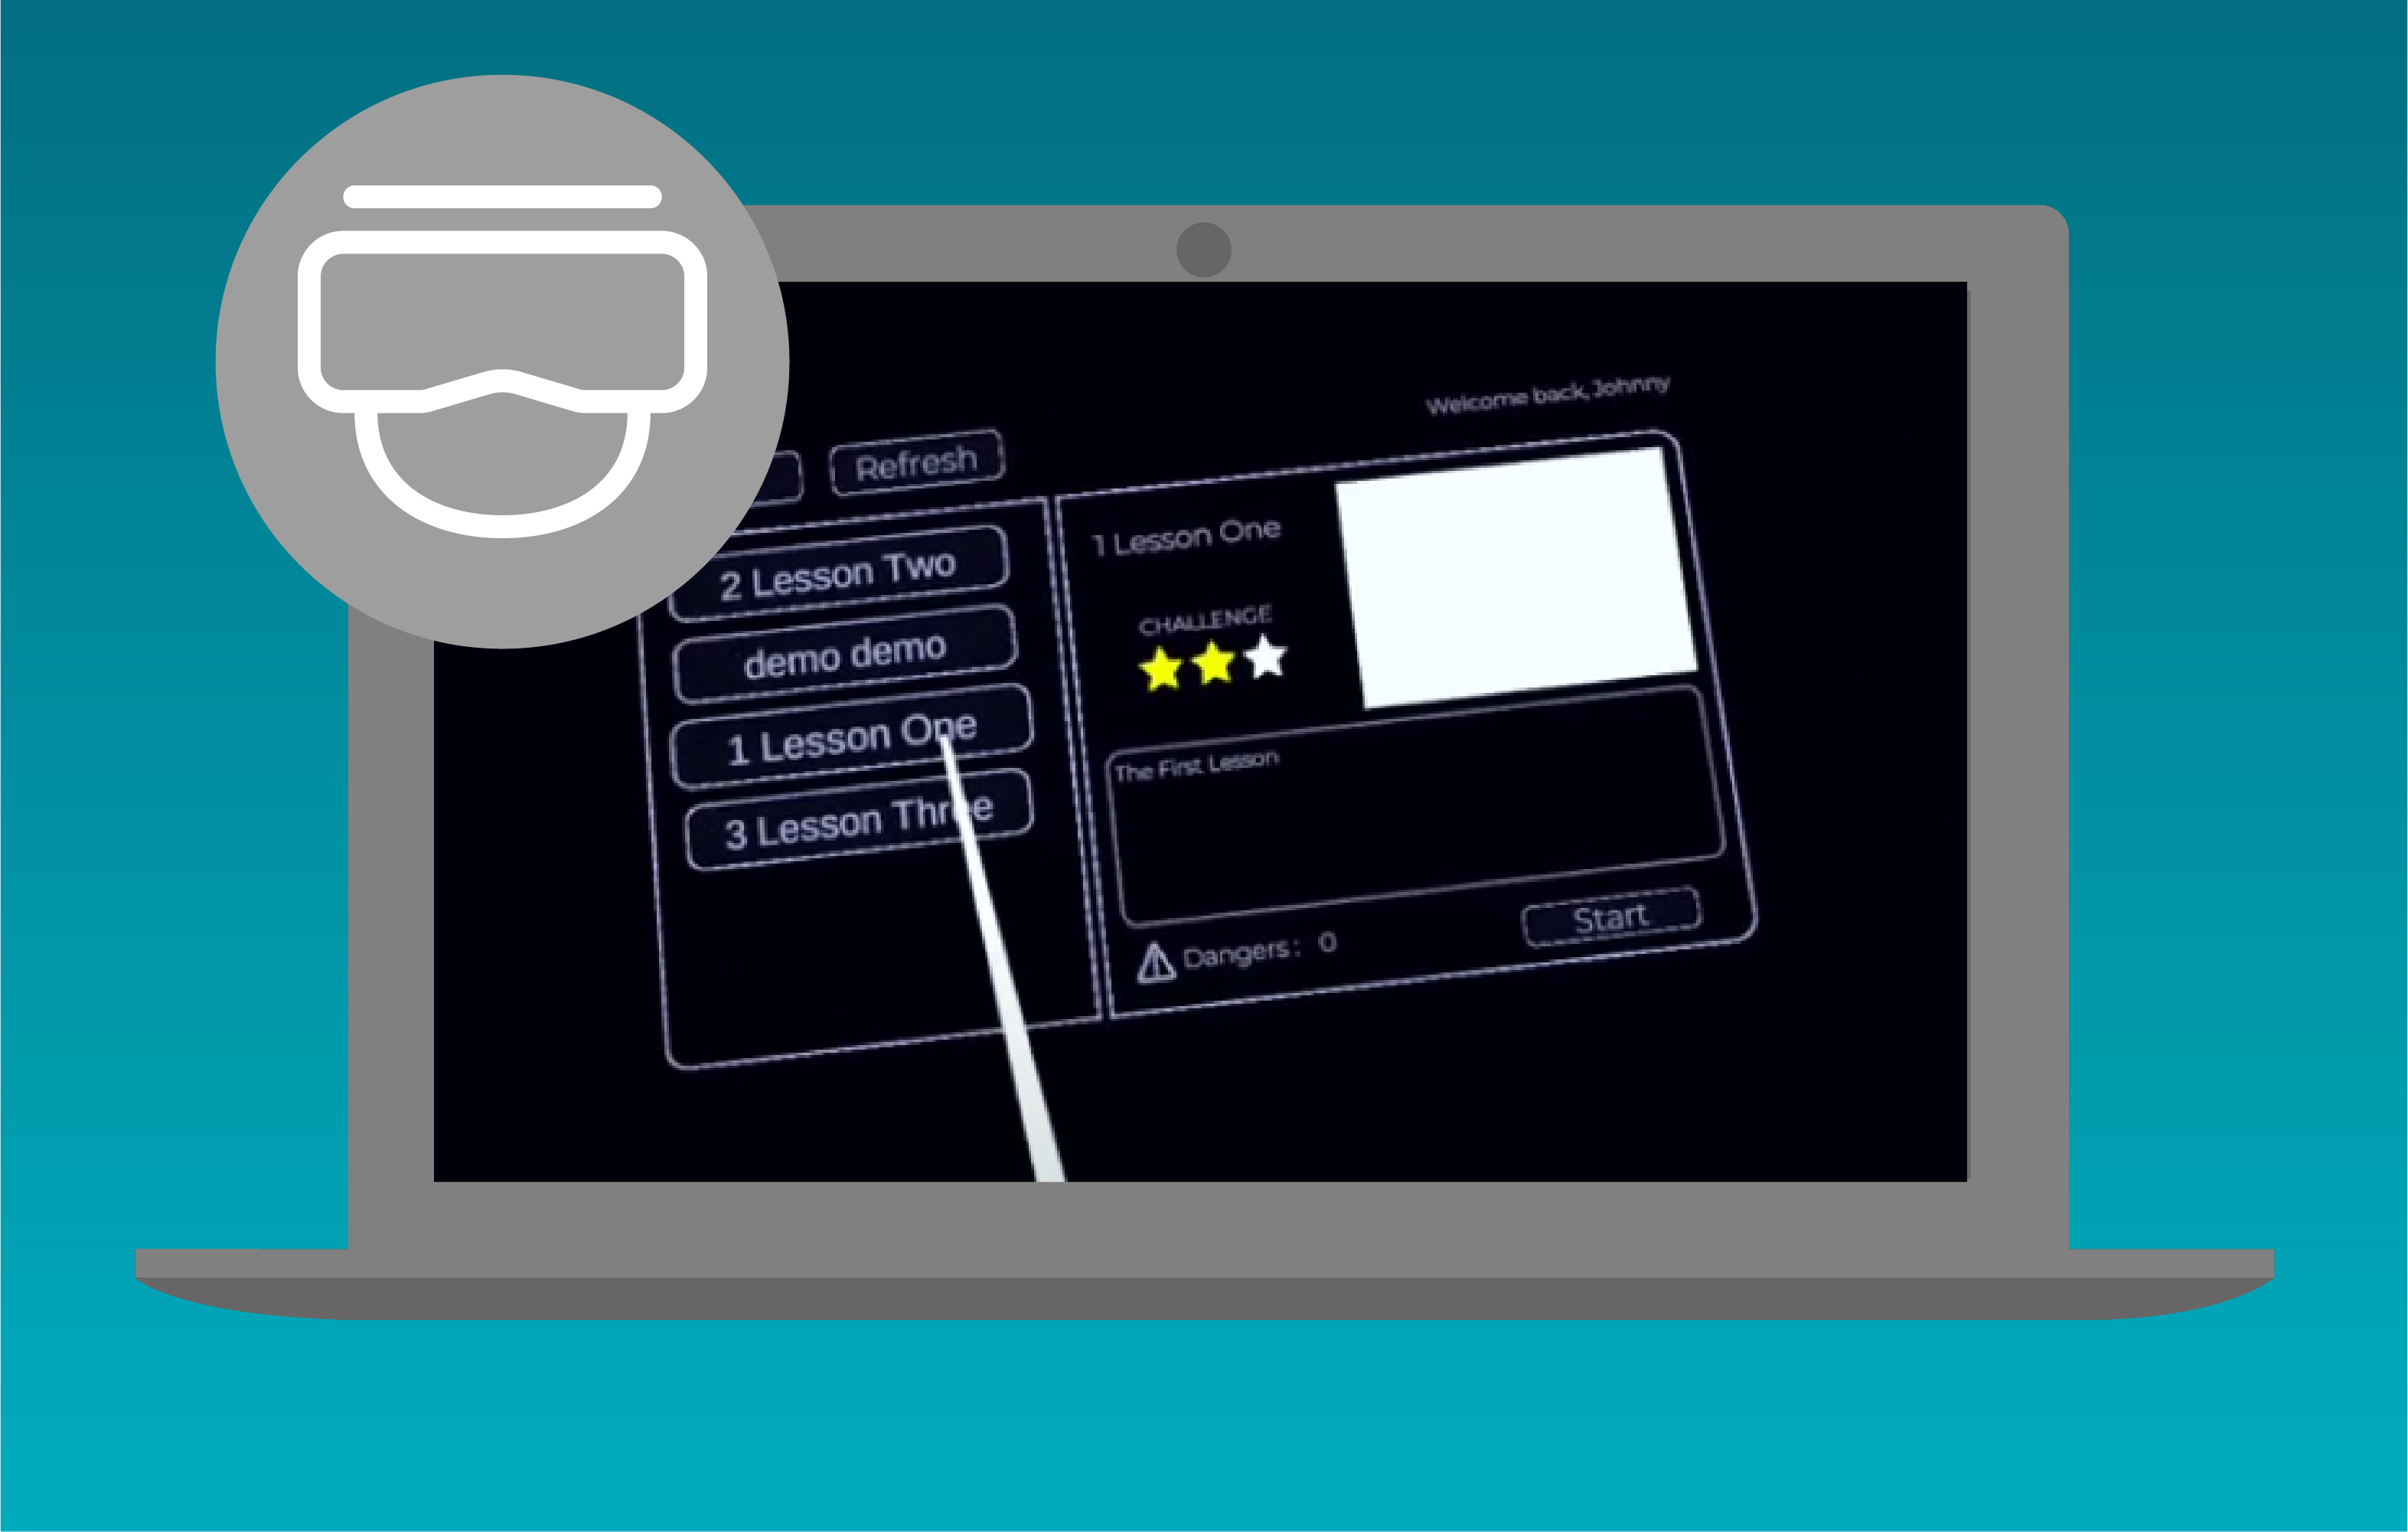 Welcome back, Johnny
Refresh
2 Lesson Two
demo demo
1 Lesson One
3 Lesson Three
1 Lesson One
CHALLENGE
The First Lesson
Dangers: 0
Start